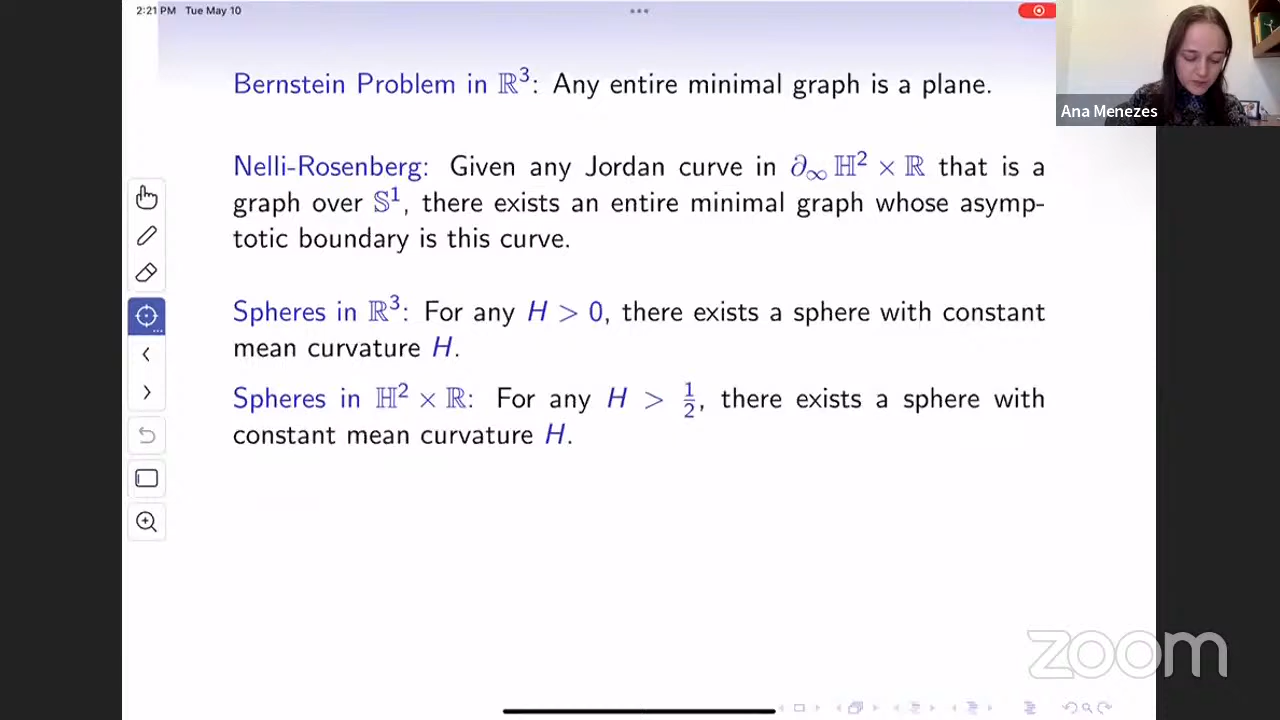 2:21 PM Tue May 10
Bernstein Problem in ℝ³: Any entire minimal graph is a plane.
Ana Menezes
Nelli-Rosenberg: Given any Jordan curve in ∂∞ ℍ² × ℝ that is a
graph over 𝕊¹, there exists an entire minimal graph whose asymp-
totic boundary is this curve.
Spheres in ℝ³: For any H > 0, there exists a sphere with constant
mean curvature H.
Spheres in ℍ² × ℝ: For any H > 1/2, there exists a sphere with
constant mean curvature H.
zoom